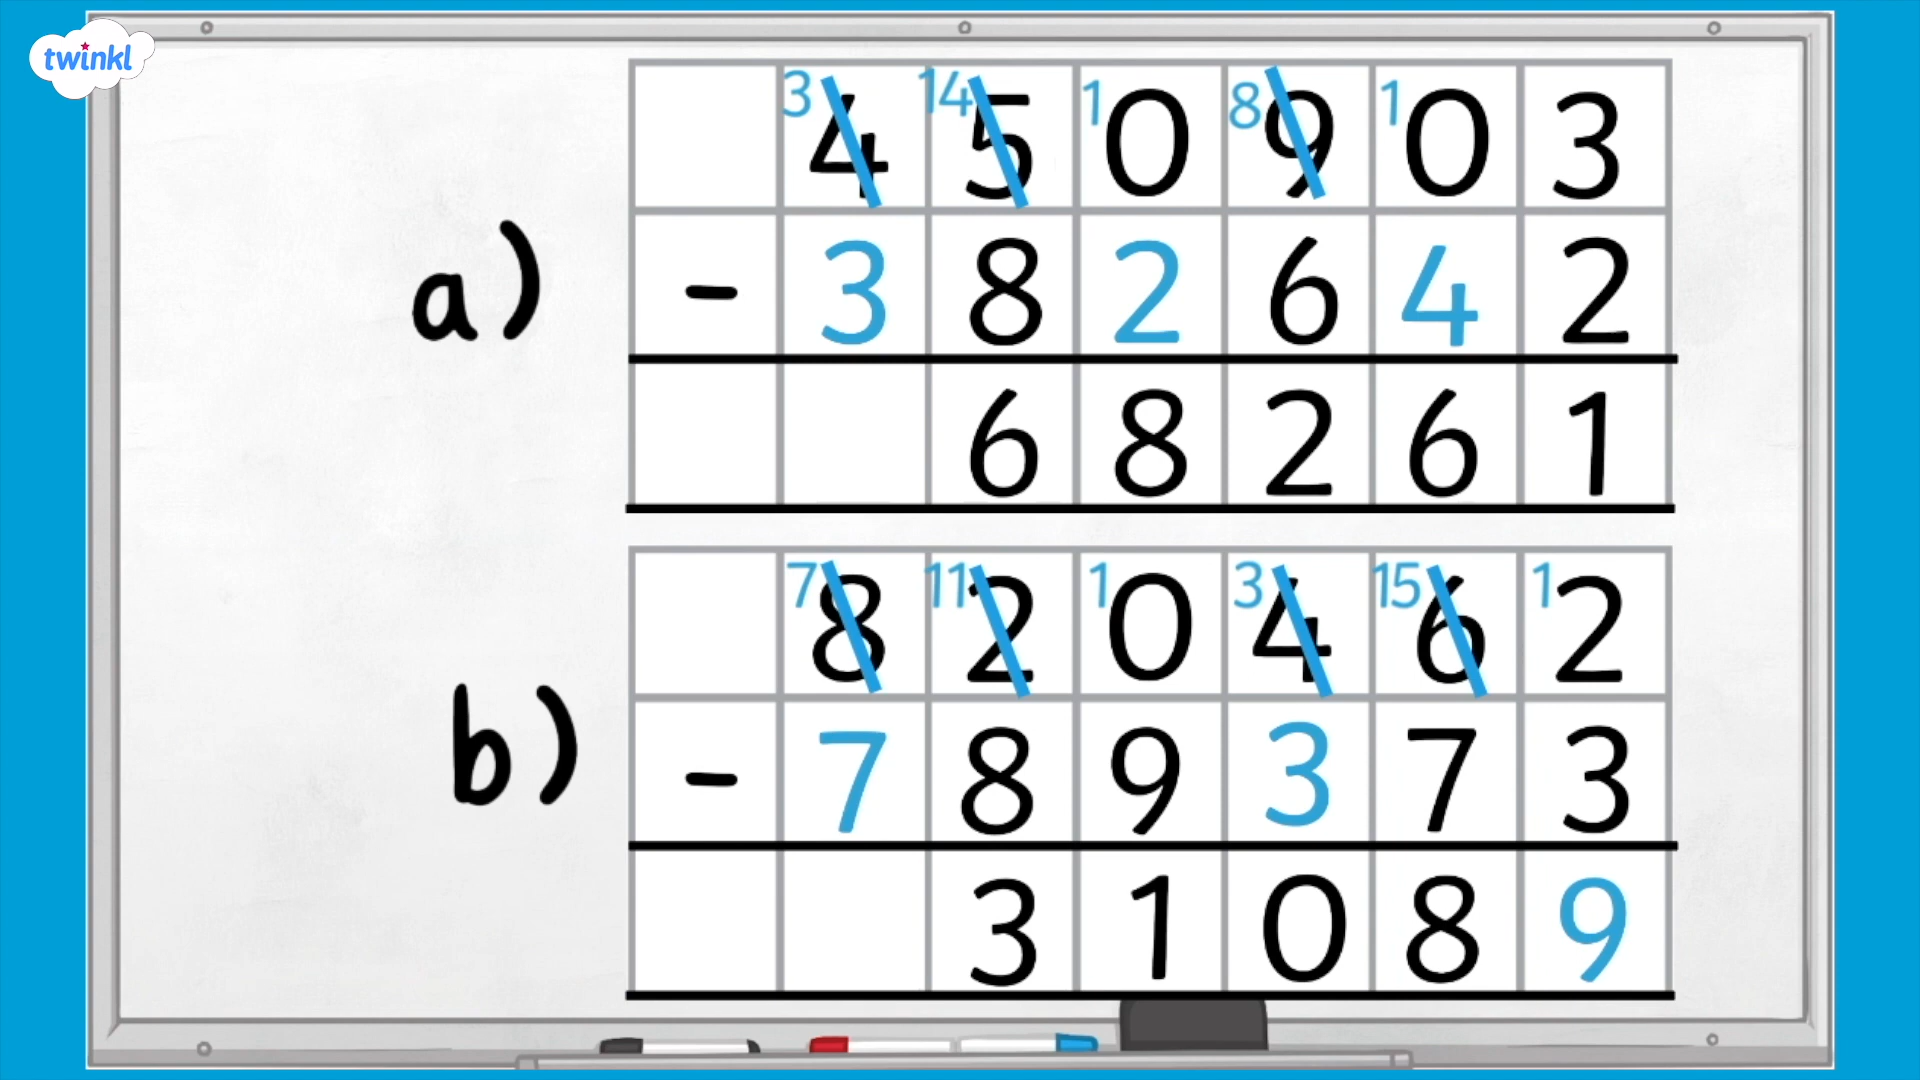 twinkl
3 14 1 8 1
4 5 0 9 0 3
a)
- 3 8 2 6 4 2
6 8 2 6 1
7 11 1 3 15 1
8 2 0 4 6 2
b)
- 7 8 9 3 7 3
3 1 0 8 9